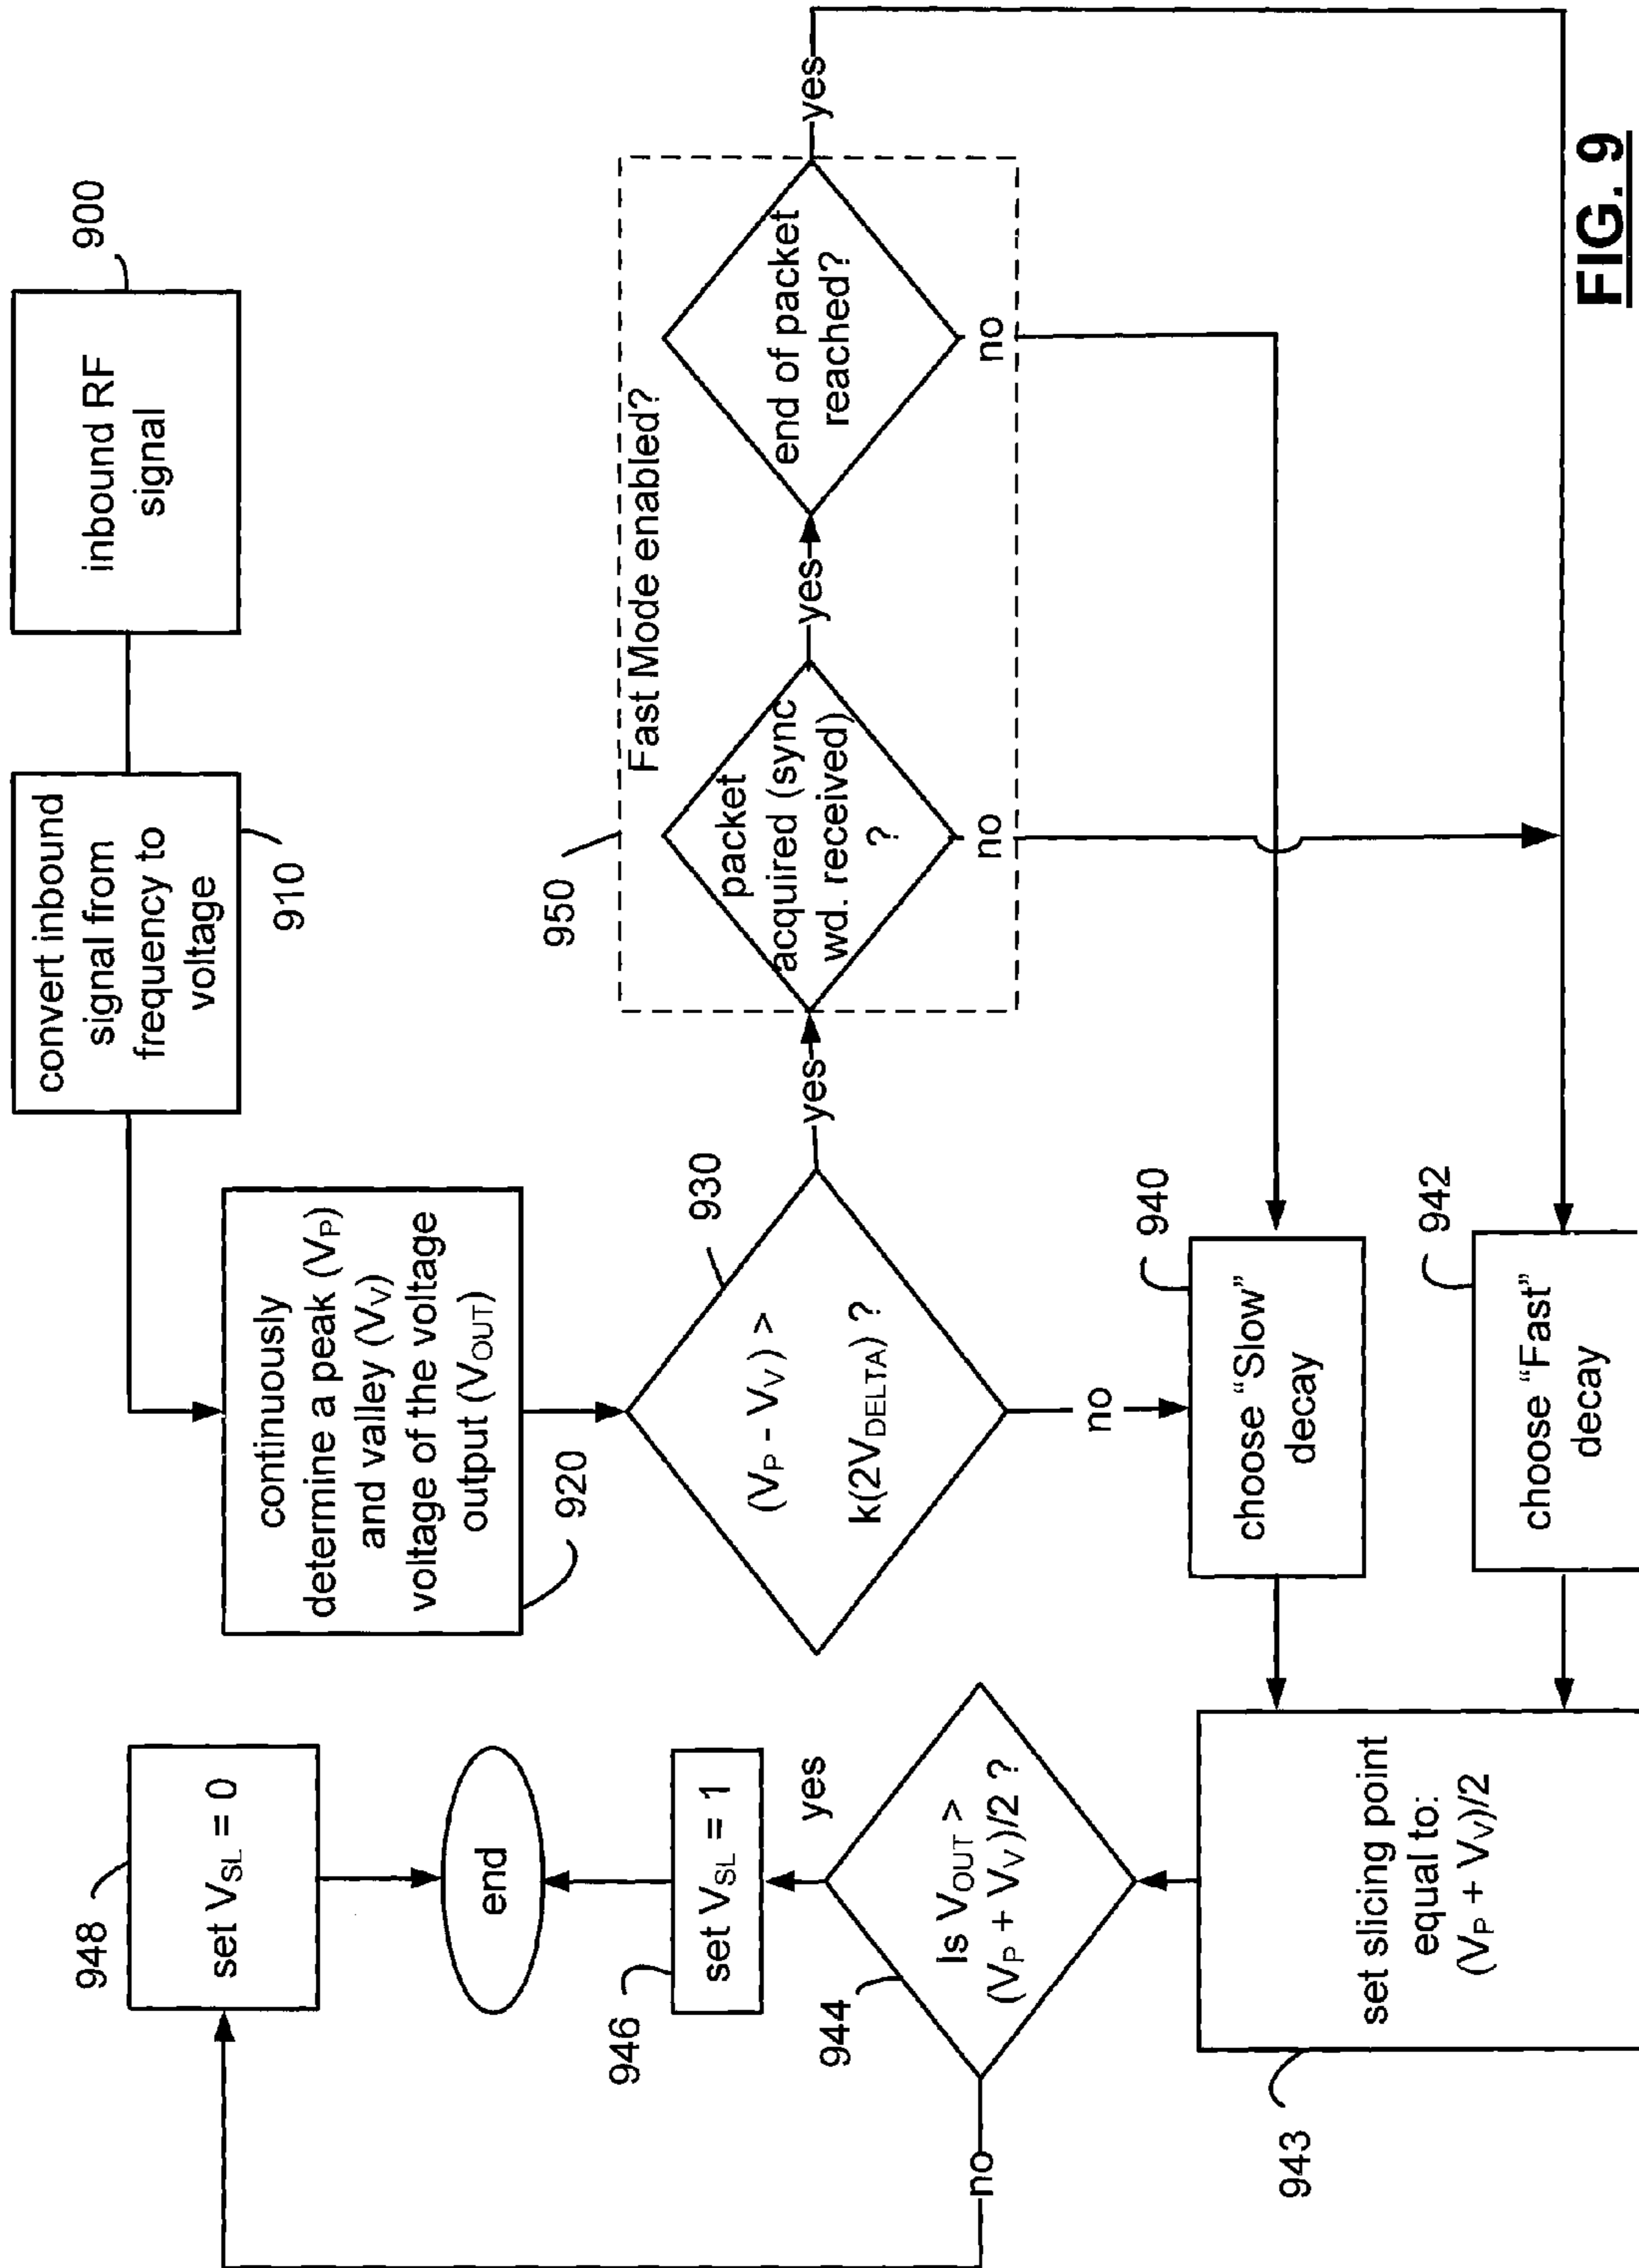 inbound RF
signal
900
convert inbound
signal from
frequency to
voltage
910
continuously
determine a peak (VP)
and valley (VV)
voltage of the voltage
output (VOUT)
920
(VP - VV) >
k(2VDELTA) ?
930
yes
no
950
Fast Mode enabled?
packet
acquired (sync
wd. received)
?
yes
no
end of packet
reached?
yes
no
940
choose “Slow”
decay
942
choose “Fast”
decay
set slicing point
equal to:
(VP + VV)/2
943
Is VOUT >
(VP + VV)/2 ?
944
yes
no
set VSL = 1
946
set VSL = 0
948
end
FIG. 9